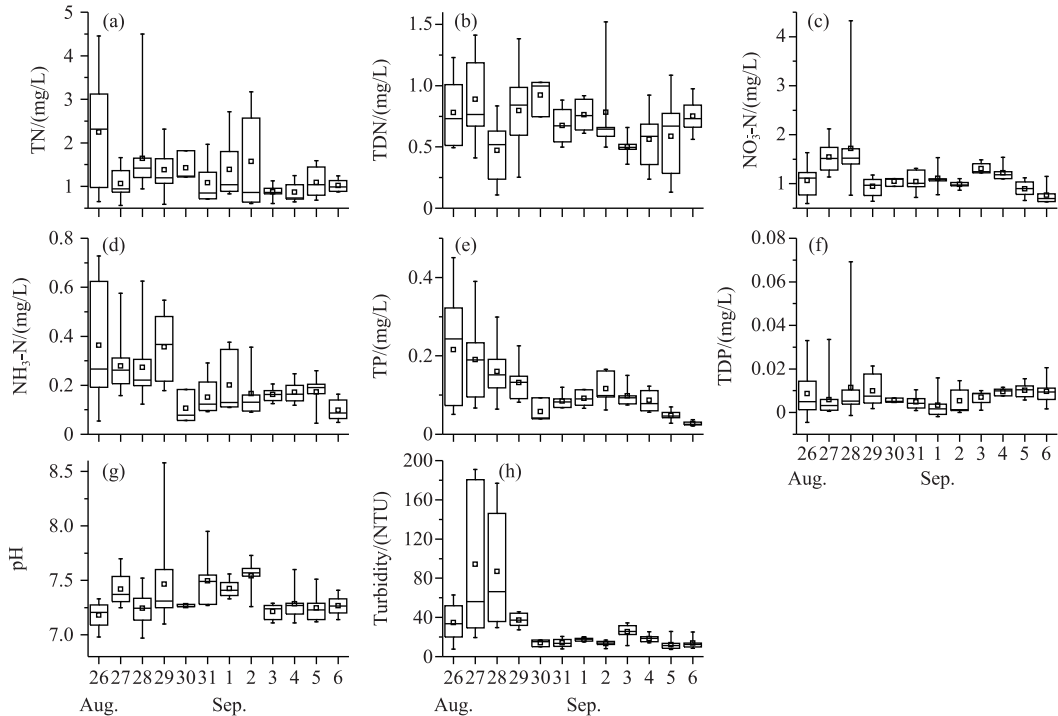 (a)
TN/(mg/L)
5
4
3
2
1
(b)
TDN/(mg/L)
1.5
1.0
0.5
0
(c)
NO₃⁻-N/(mg/L)
4
3
2
1
0
(d)
NH₃-N/(mg/L)
0.8
0.6
0.4
0.2
0
(e)
TP/(mg/L)
0.4
0.2
0
(f)
TDP/(mg/L)
0.08
0.06
0.04
0.02
0
26 27 28 29 30 31 1 2 3 4 5 6
Aug. Sep.
(g)
pH
8.5
8.0
7.5
7.0
26 27 28 29 30 31 1 2 3 4 5 6
Aug. Sep.
(h)
Turbidity/(NTU)
200
160
120
80
40
0
26 27 28 29 30 31 1 2 3 4 5 6
Aug. Sep.